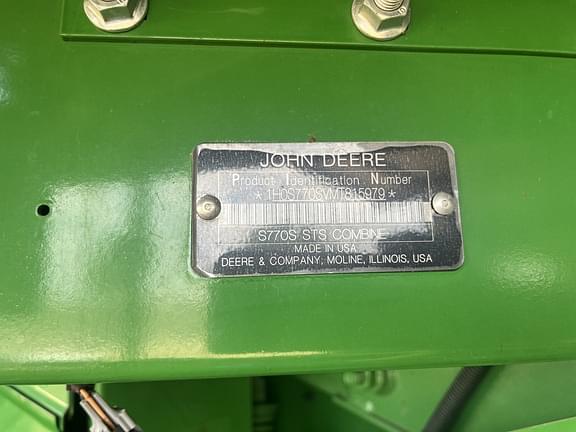 JOHN DEERE
Product Identification Number
*1H0S770SVMT815979*
S770S STS COMBINE
MADE IN USA
DEERE & COMPANY, MOLINE, ILLINOIS, USA